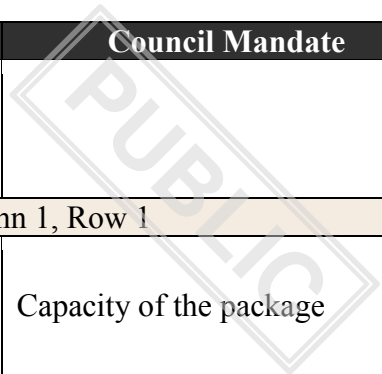 Council Mandate
PUBLIC
nn 1, Row 1
Capacity of the package